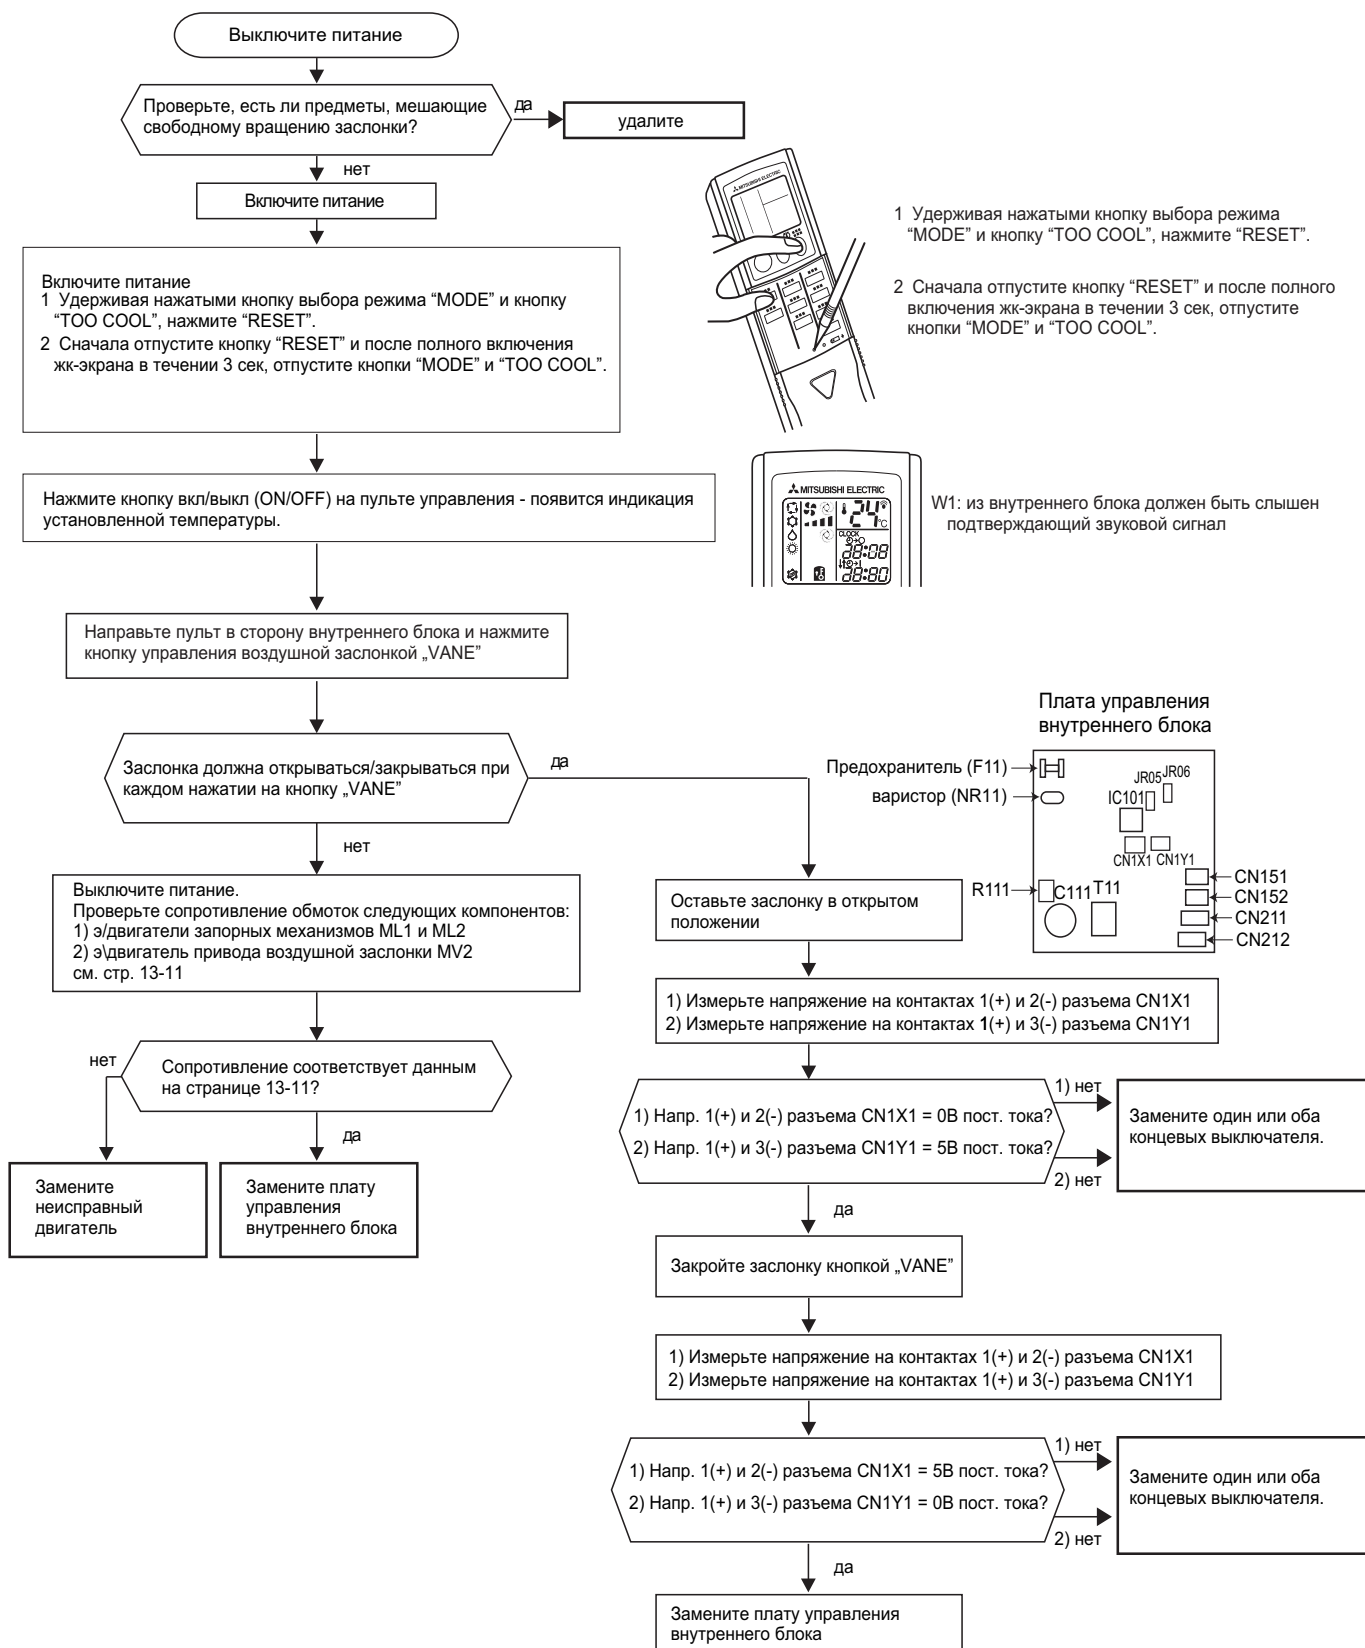 Выключите питание
Проверьте, есть ли предметы, мешающие
свободному вращению заслонки?
да
удалите
нет
Включите питание
Включите питание
1 Удерживая нажатыми кнопку выбора режима “MODE” и кнопку
“TOO COOL”, нажмите “RESET”.
2 Сначала отпустите кнопку “RESET” и после полного включения
жк-экрана в течении 3 сек, отпустите кнопки “MODE” и “TOO COOL”.
MITSUBISHI ELECTRIC
1 Удерживая нажатыми кнопку выбора режима
“MODE” и кнопку “TOO COOL”, нажмите “RESET”.
2 Сначала отпустите кнопку “RESET” и после полного
включения жк-экрана в течении 3 сек, отпустите
кнопки “MODE” и “TOO COOL”.
Нажмите кнопку вкл/выкл (ON/OFF) на пульте управления - появится индикация
установленной температуры.
MITSUBISHI ELECTRIC
24°C
CLOCK
38:08
38:80
W1: из внутреннего блока должен быть слышен
подтверждающий звуковой сигнал
Направьте пульт в сторону внутреннего блока и нажмите
кнопку управления воздушной заслонкой „VANE”
Заслонка должна открываться/закрываться при
каждом нажатии на кнопку „VANE”
да
нет
Плата управления
внутреннего блока
Предохранитель (F11)
варистор (NR11)
JR05
JR06
IC101
CN1X1
CN1Y1
R111
C111
T11
CN151
CN152
CN211
CN212
Выключите питание.
Проверьте сопротивление обмоток следующих компонентов:
1) э/двигатели запорных механизмов ML1 и ML2
2) э\двигатель привода воздушной заслонки MV2
см. стр. 13-11
Оставьте заслонку в открытом
положении
1) Измерьте напряжение на контактах 1(+) и 2(-) разъема CN1X1
2) Измерьте напряжение на контактах 1(+) и 3(-) разъема CN1Y1
Сопротивление соответствует данным
на странице 13-11?
нет
да
Замените
неисправный
двигатель
Замените плату
управления
внутреннего блока
1) Напр. 1(+) и 2(-) разъема CN1X1 = 0В пост. тока?
2) Напр. 1(+) и 3(-) разъема CN1Y1 = 5В пост. тока?
1) нет
2) нет
Замените один или оба
концевых выключателя.
да
Закройте заслонку кнопкой „VANE”
1) Измерьте напряжение на контактах 1(+) и 2(-) разъема CN1X1
2) Измерьте напряжение на контактах 1(+) и 3(-) разъема CN1Y1
1) Напр. 1(+) и 2(-) разъема CN1X1 = 5В пост. тока?
2) Напр. 1(+) и 3(-) разъема CN1Y1 = 0В пост. тока?
1) нет
2) нет
Замените один или оба
концевых выключателя.
да
Замените плату управления
внутреннего блока